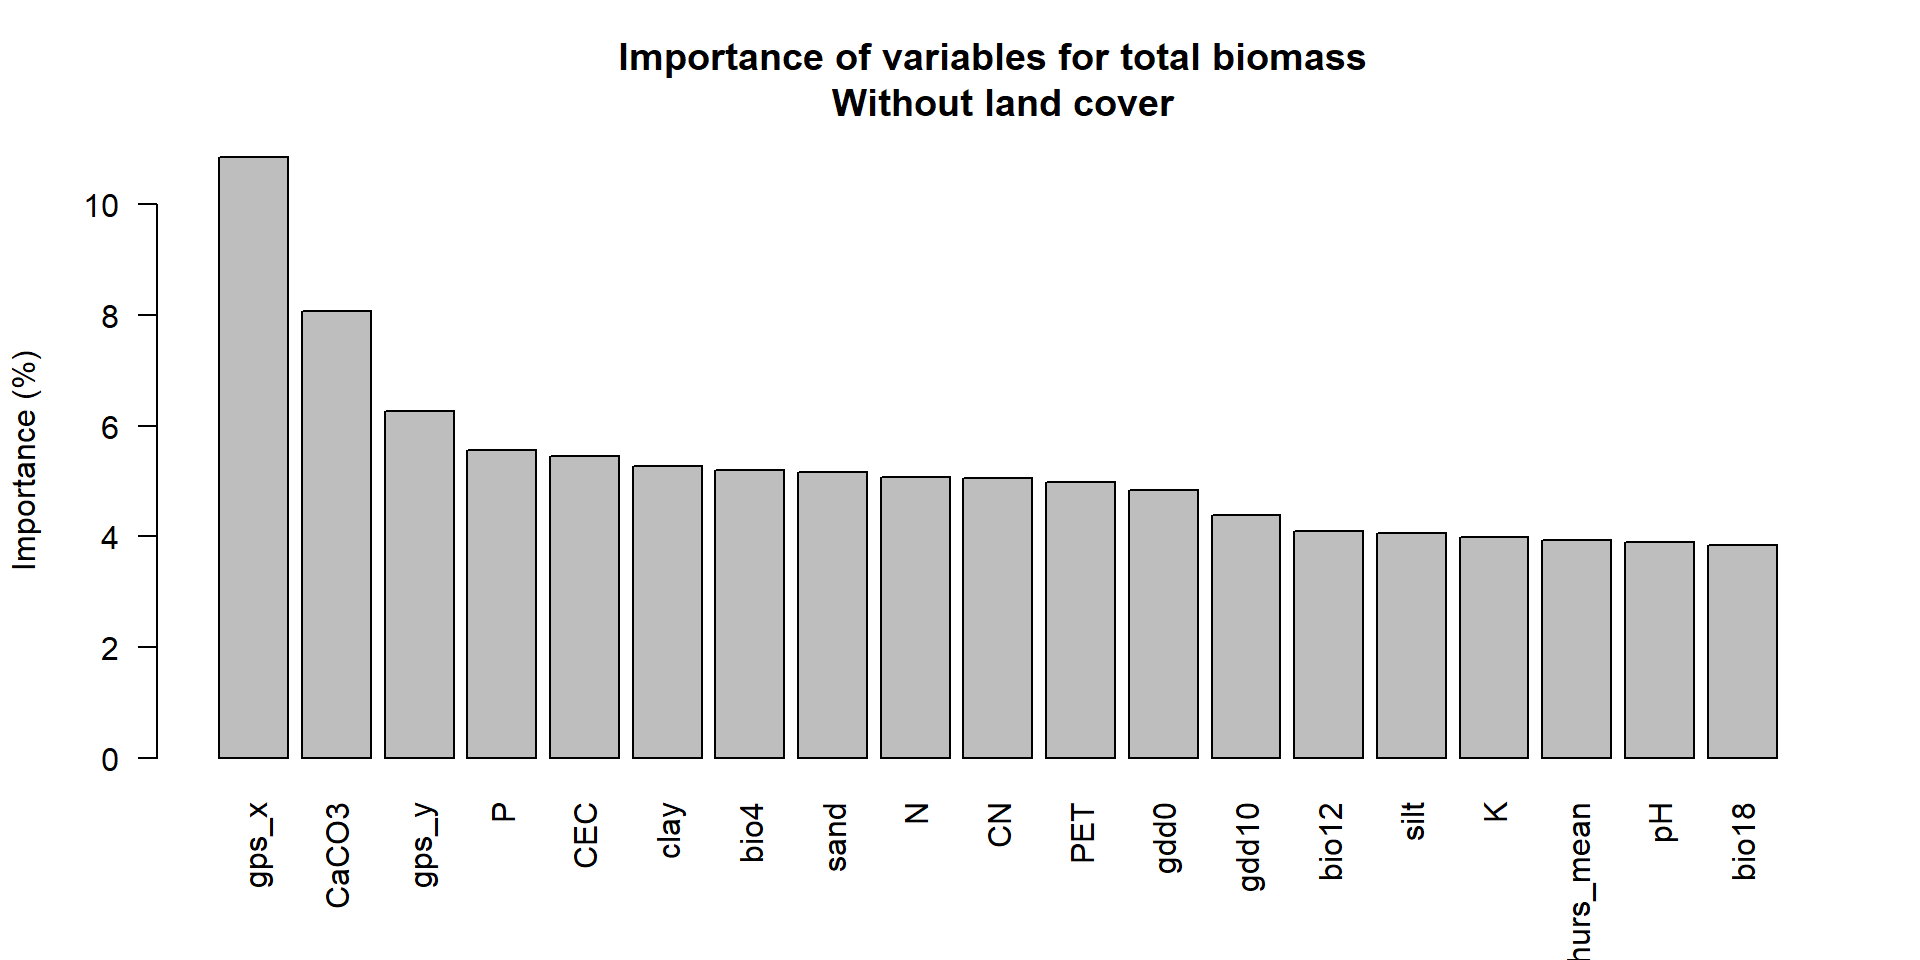 Importance of variables for total biomass
Without land cover
Importance (%)
10
8
6
4
2
0
gps_x
CaCO3
gps_y
P
CEC
clay
bio4
sand
N
CN
PET
gdd0
gdd10
bio12
silt
K
hurs_mean
pH
bio18